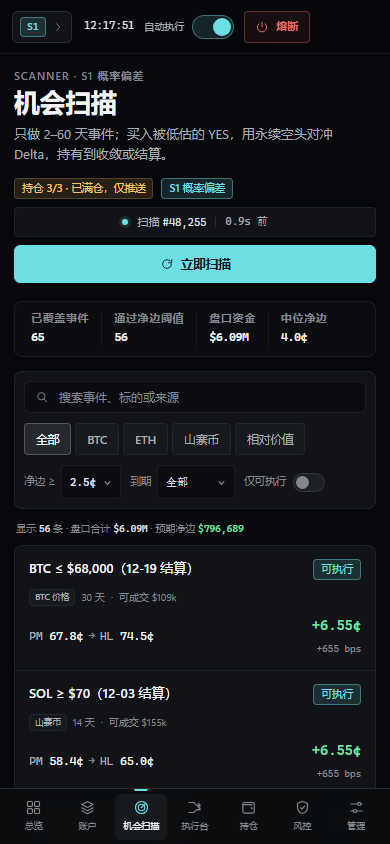 S1 12:17:51 自动执行 熔断
SCANNER · S1 概率偏差
机会扫描
只做 2–60 天事件；买入被低估的 YES，用永续空头对冲
Delta，持有到收敛或结算。
持仓 3/3 · 已满仓，仅推送 S1 概率偏差
扫描 #48,255 0.9s 前
立即扫描
已覆盖事件 通过净边阈值 盘口资金 中位净边
65 56 $6.09M 4.0¢
搜索事件、标的或来源
全部 BTC ETH 山寨币 相对价值
净边 ≥ 2.5¢ 到期 全部 仅可执行
显示 56 条 · 盘口合计 $6.09M · 预期净边 $796,689
BTC ≤ $68,000（12-19 结算） 可执行
BTC 价格 30 天 · 可成交 $109k
PM 67.8¢ → HL 74.5¢ +6.55¢
+655 bps
SOL ≥ $70（12-03 结算） 可执行
山寨币 14 天 · 可成交 $155k
PM 58.4¢ → HL 65.0¢ +6.55¢
+655 bps
总览 账户 机会扫描 执行台 持仓 风控 管理